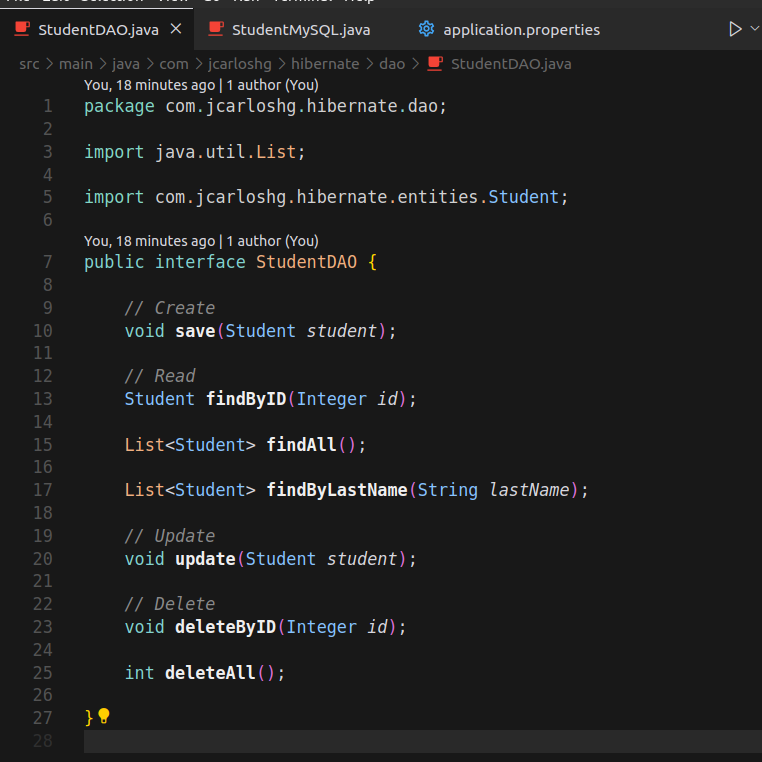 StudentDAO.java StudentMySQL.java application.properties
src > main > java > com > jcarloshg > hibernate > dao > StudentDAO.java
You, 18 minutes ago | 1 author (You)
1 package com.jcarloshg.hibernate.dao;
2
3 import java.util.List;
4
5 import com.jcarloshg.hibernate.entities.Student;
6
You, 18 minutes ago | 1 author (You)
7 public interface StudentDAO {
8
9 // Create
10 void save(Student student);
11
12 // Read
13 Student findByID(Integer id);
14
15 List<Student> findAll();
16
17 List<Student> findByLastName(String lastName);
18
19 // Update
20 void update(Student student);
21
22 // Delete
23 void deleteByID(Integer id);
24
25 int deleteAll();
26
27 }
28